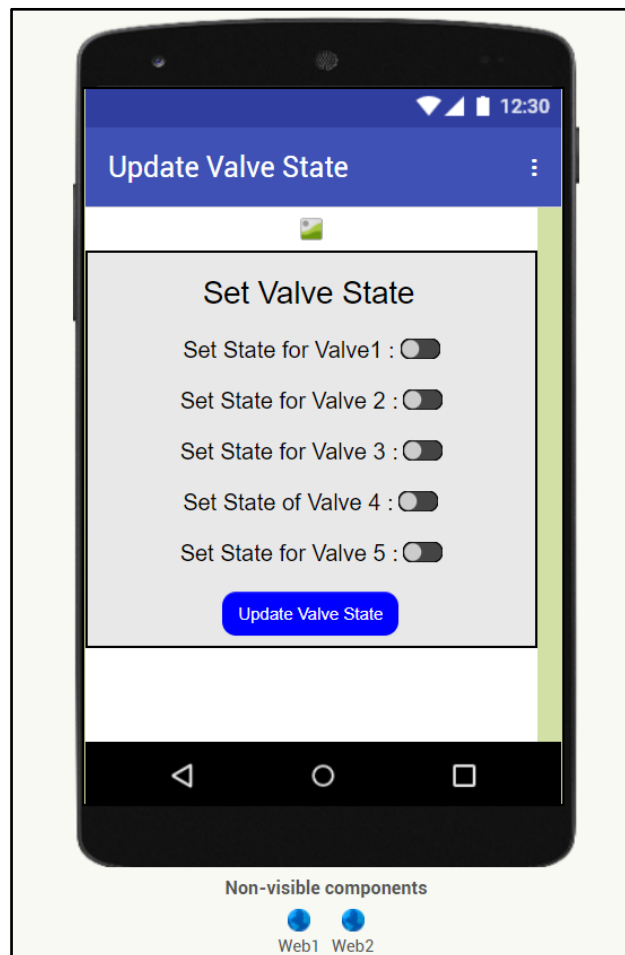 12:30
Update Valve State
Set Valve State
Set State for Valve1 :
Set State for Valve 2 :
Set State for Valve 3 :
Set State of Valve 4 :
Set State for Valve 5 :
Update Valve State
Non-visible components
Web1 Web2